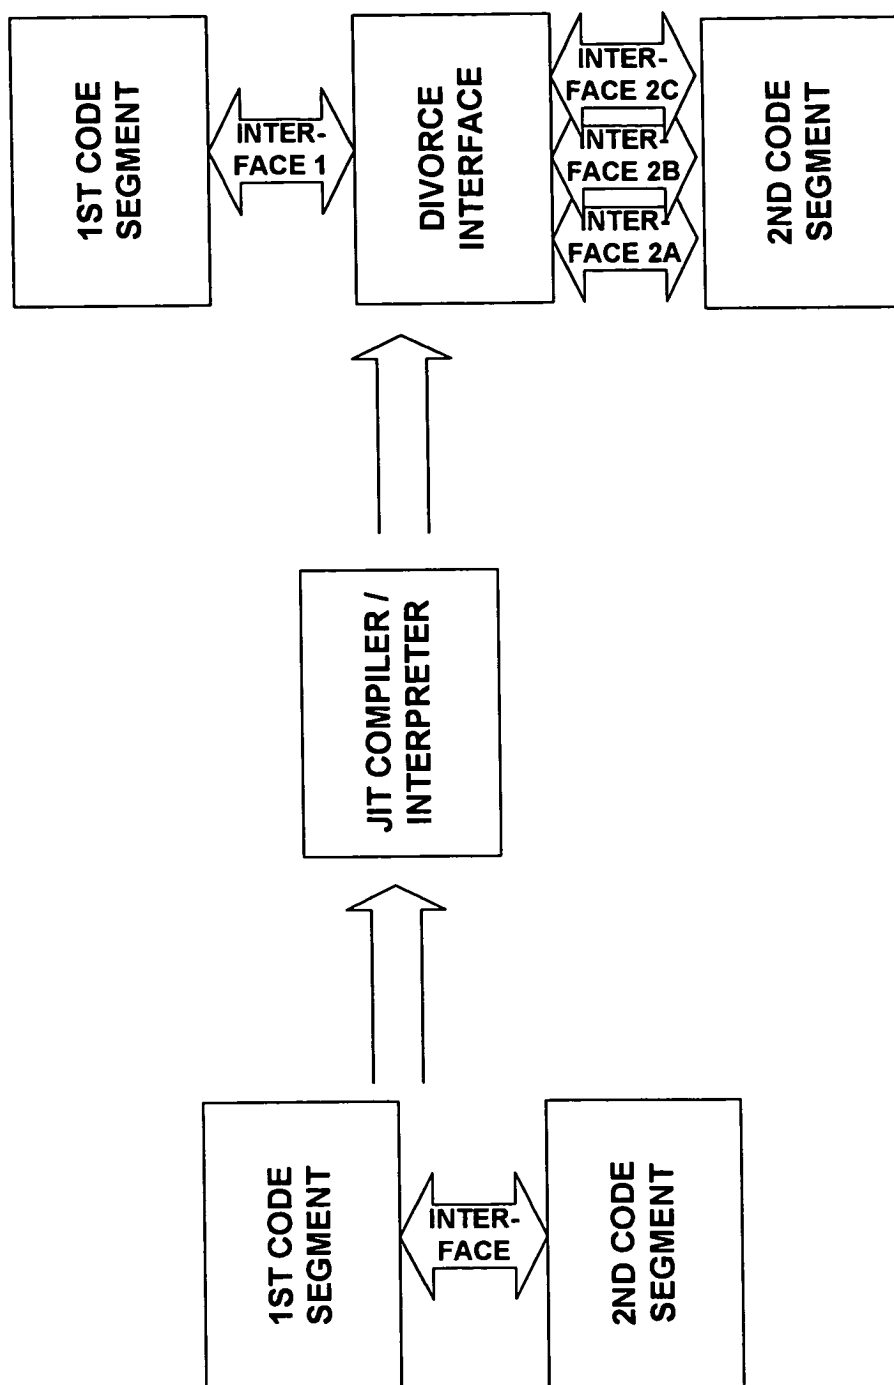 1ST CODE
SEGMENT
INTER-
FACE 1
DIVORCE
INTERFACE
INTER-
FACE 2C
INTER-
FACE 2B
INTER-
FACE 2A
2ND CODE
SEGMENT
JIT COMPILER /
INTERPRETER
1ST CODE
SEGMENT
INTER-
FACE
2ND CODE
SEGMENT